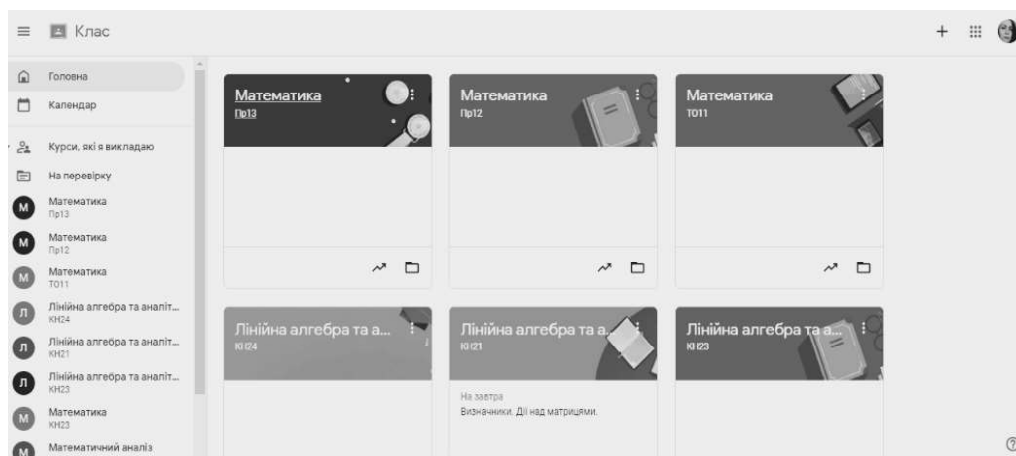 Клас
Головна
Календар
Курси, які я викладаю
На перевірку
М
Математика
Пр13
М
Математика
Пр12
М
Математика
ТО11
Л
Лінійна алгебра та аналіт...
КН24
Л
Лінійна алгебра та аналіт...
КН21
Л
Лінійна алгебра та аналіт...
КН23
М
Математика
КН23
М
Математичний аналіз
Математика
Пр13
Математика
Пр12
Математика
ТО11
Лінійна алгебра та а...
КН24
Лінійна алгебра та а...
КН21
На завтра
Визначники. Дії над матрицями.
Лінійна алгебра та а...
КН23